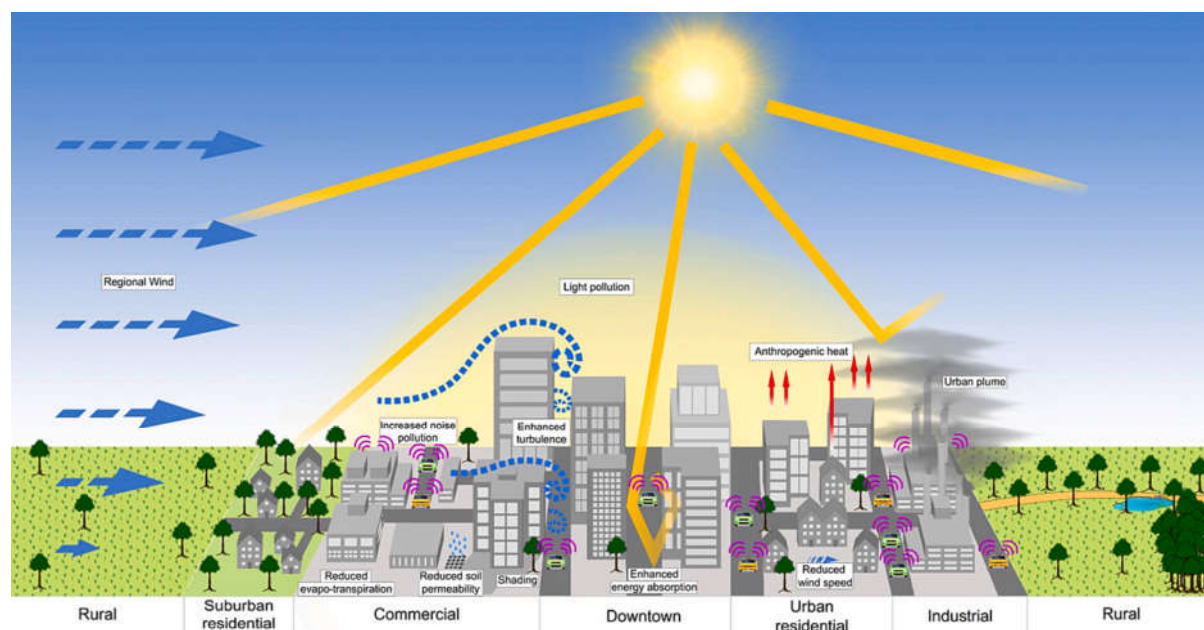 Regional Wind
Light pollution
Anthropogenic heat
Urban plume
Increased noise
pollution
Enhanced
turbulence
Reduced
evapo-transpiration
Reduced soil
permeability
Shading
Enhanced
energy absorption
Reduced
wind speed
Rural
Suburban
residential
Commercial
Downtown
Urban
residential
Industrial
Rural